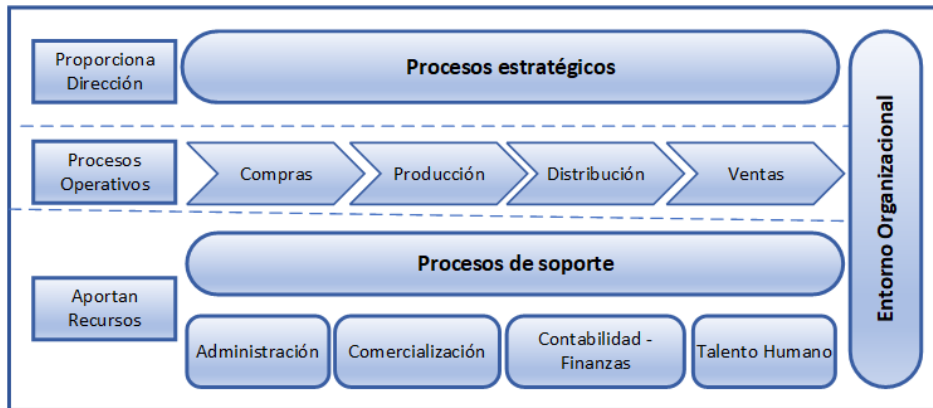 Proporciona
Dirección
Procesos estratégicos
Procesos
Operativos
Compras
Producción
Distribución
Ventas
Procesos de soporte
Aportan
Recursos
Administración
Comercialización
Contabilidad -
Finanzas
Talento Humano
Entorno Organizacional